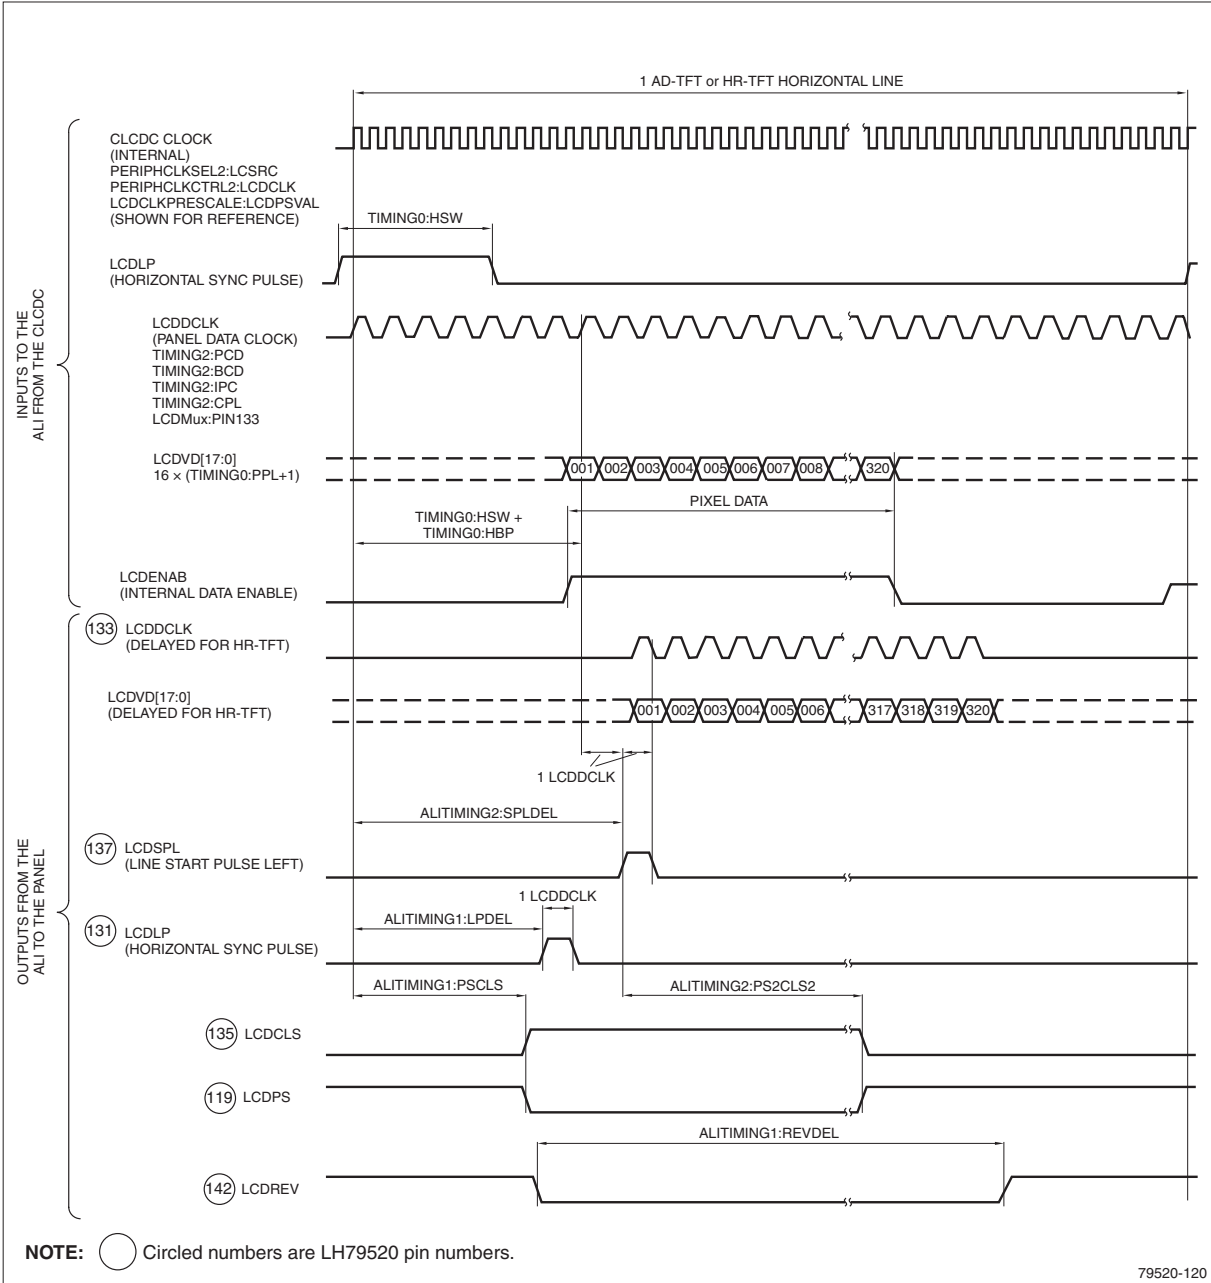 1 AD-TFT or HR-TFT HORIZONTAL LINE
INPUTS TO THE
ALI FROM THE CLCDC
CLCDC CLOCK
(INTERNAL)
PERIPHCLKSEL2:LCSRC
PERIPHCLKCTRL2:LCDCLK
LCDCLKPRESCALE:LCDPSVAL
(SHOWN FOR REFERENCE)
TIMING0:HSW
LCDLP
(HORIZONTAL SYNC PULSE)
LCDDCLK
(PANEL DATA CLOCK)
TIMING2:PCD
TIMING2:BCD
TIMING2:IPC
TIMING2:CPL
LCDMux:PIN133
LCDVD[17:0]
16 × (TIMING0:PPL+1)
001 002 003 004 005 006 007 008 320
PIXEL DATA
TIMING0:HSW +
TIMING0:HBP
LCDENAB
(INTERNAL DATA ENABLE)
OUTPUTS FROM THE
ALI TO THE PANEL
133 LCDDCLK
(DELAYED FOR HR-TFT)
LCDVD[17:0]
(DELAYED FOR HR-TFT)
001 002 003 004 005 006 317 318 319 320
1 LCDDCLK
ALITIMING2:SPLDEL
137 LCDSPL
(LINE START PULSE LEFT)
1 LCDDCLK
ALITIMING1:LPDEL
131 LCDLP
(HORIZONTAL SYNC PULSE)
ALITIMING1:PSCLS
ALITIMING2:PS2CLS2
135 LCDCLS
119 LCDPS
ALITIMING1:REVDEL
142 LCDREV
NOTE: Circled numbers are LH79520 pin numbers.
79520-120